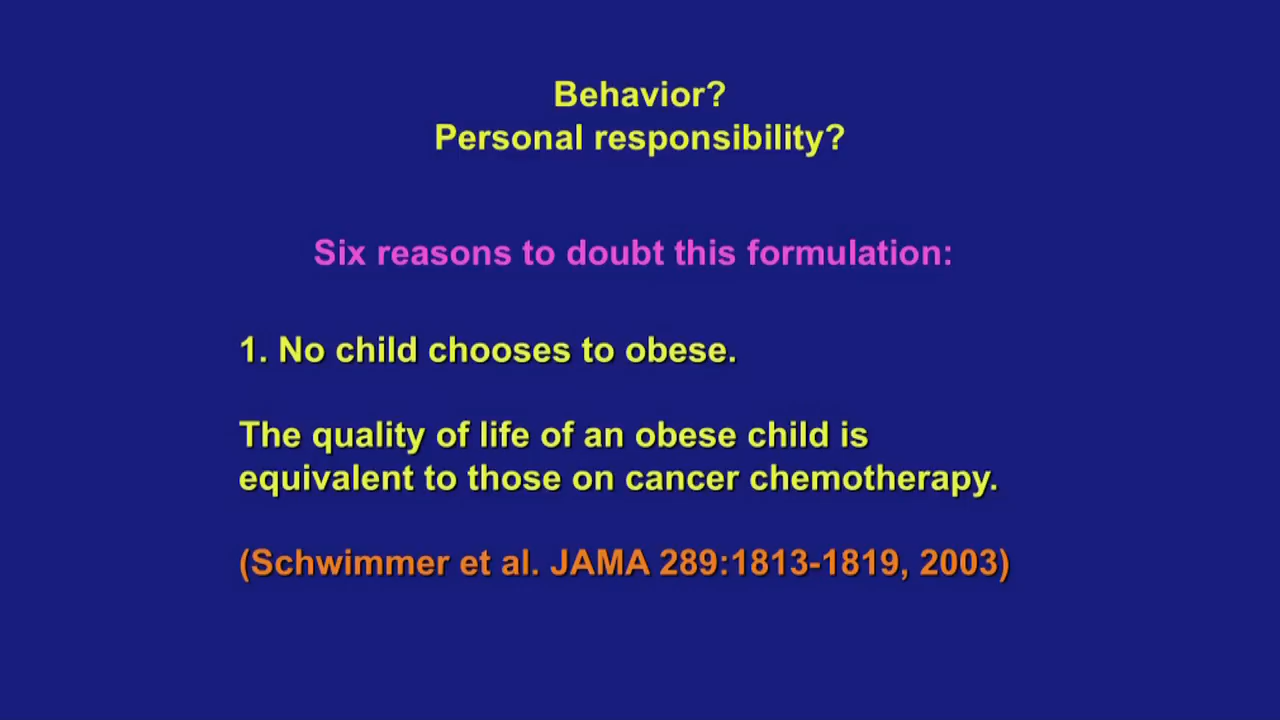 Behavior?
Personal responsibility?
Six reasons to doubt this formulation:
1. No child chooses to obese.
The quality of life of an obese child is
equivalent to those on cancer chemotherapy.
(Schwimmer et al. JAMA 289:1813-1819, 2003)